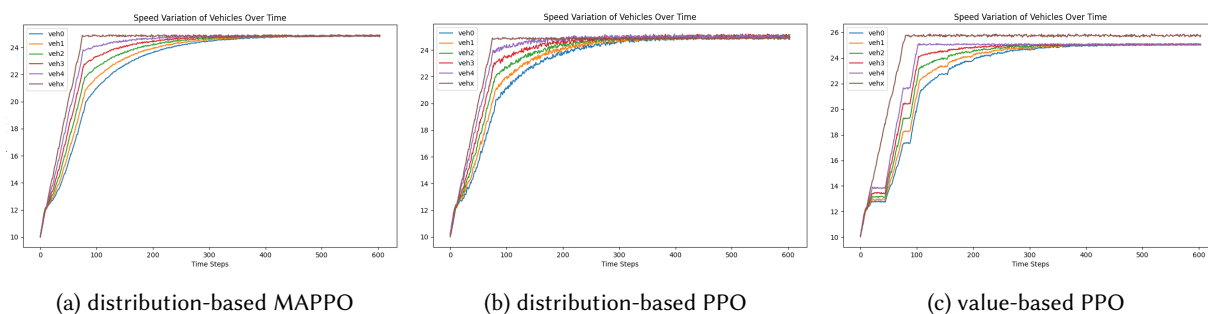 Speed Variation of Vehicles Over Time
veh0
veh1
veh2
veh3
veh4
vehx
24
22
20
18
16
14
12
10
0
100
200
300
400
500
600
Time Steps
(a) distribution-based MAPPO
Speed Variation of Vehicles Over Time
veh0
veh1
veh2
veh3
veh4
vehx
24
22
20
18
16
14
12
10
0
100
200
300
400
500
600
Time Steps
(b) distribution-based PPO
Speed Variation of Vehicles Over Time
veh0
veh1
veh2
veh3
veh4
vehx
26
24
22
20
18
16
14
12
10
0
100
200
300
400
500
600
Time Steps
(c) value-based PPO